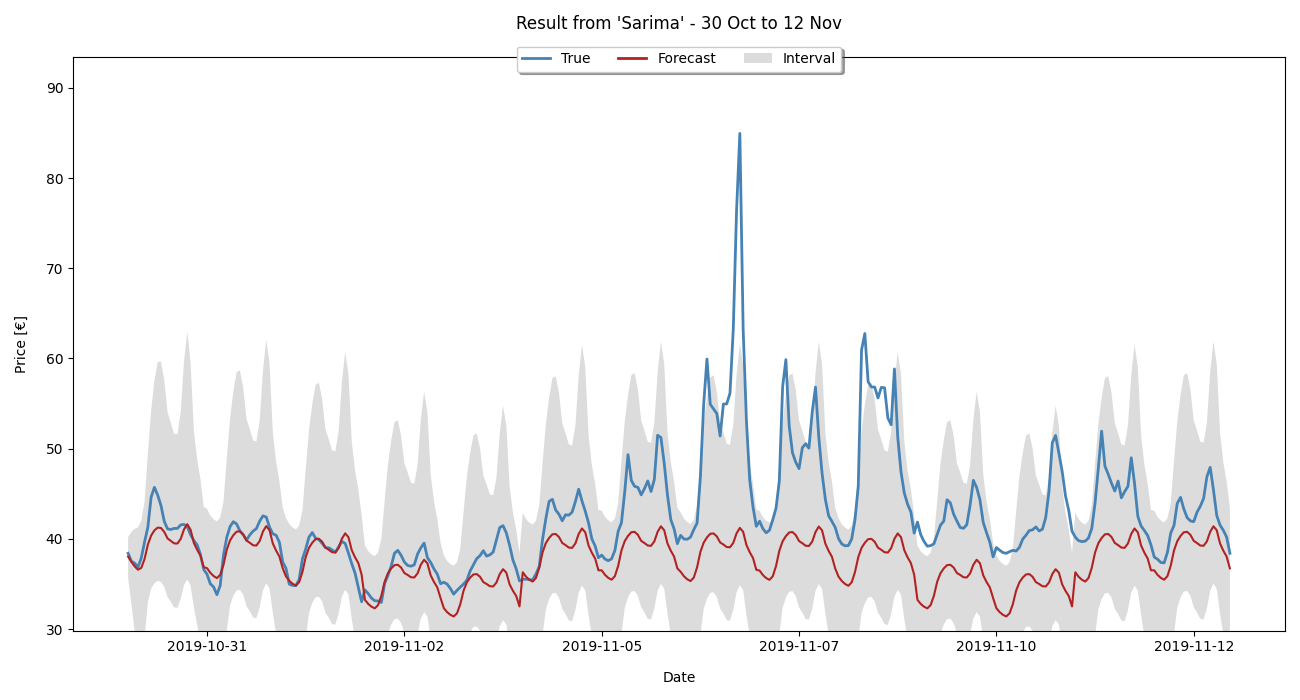 Result from 'Sarima' - 30 Oct to 12 Nov
True Forecast Interval
90
80
70
60
50
40
30
Price [€]
2019-10-31 2019-11-02 2019-11-05 2019-11-07 2019-11-10 2019-11-12
Date